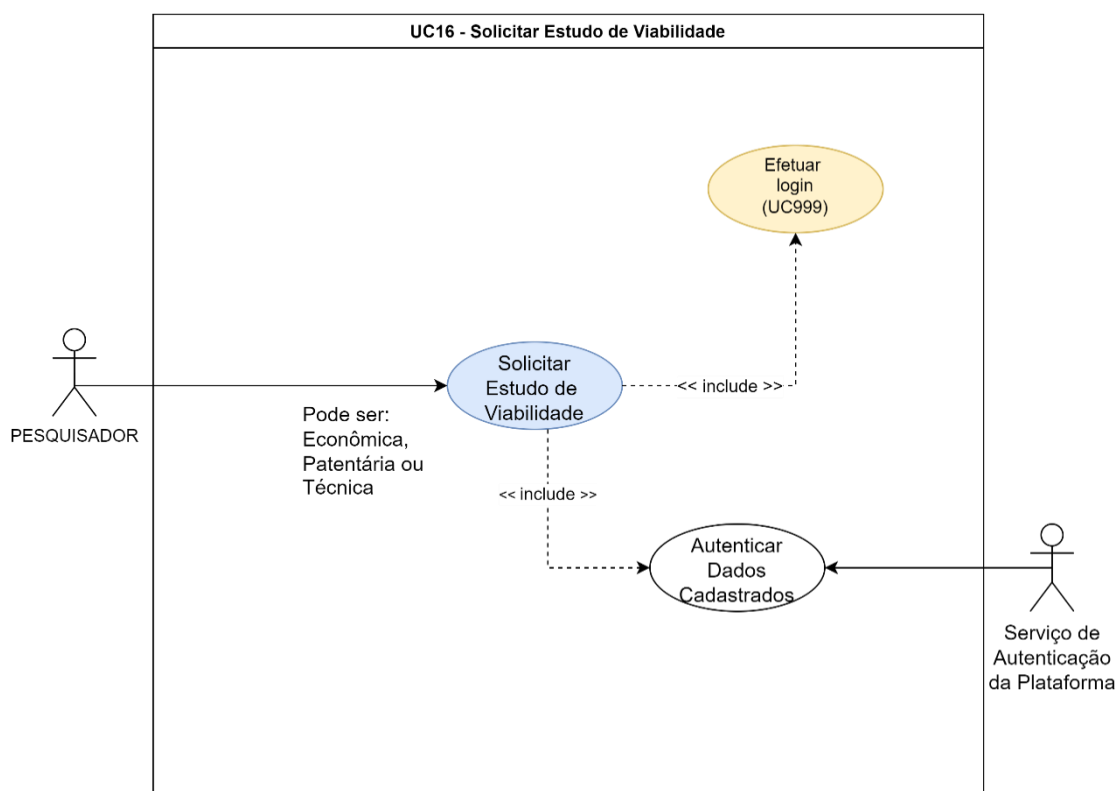 UC16 - Solicitar Estudo de Viabilidade
Efetuar
login
(UC999)
Solicitar
Estudo de
Viabilidade
<< include >>
PESQUISADOR
Pode ser:
Econômica,
Patentária ou
Técnica
<< include >>
Autenticar
Dados
Cadastrados
Serviço de
Autenticação
da Plataforma